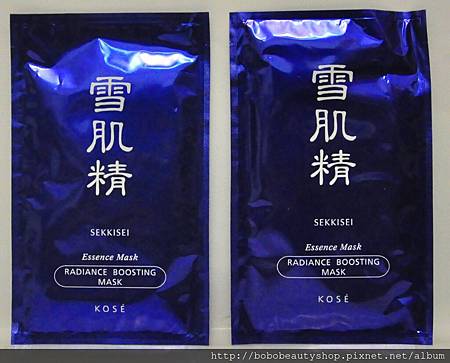 雪肌精
SEKKISEI
Essence Mask
RADIANCE BOOSTING
MASK
KOSÉ
雪肌精
SEKKISEI
Essence Mask
RADIANCE BOOSTING
MASK
KOSÉ
http://bobobeautyshop.pixnet.net/album